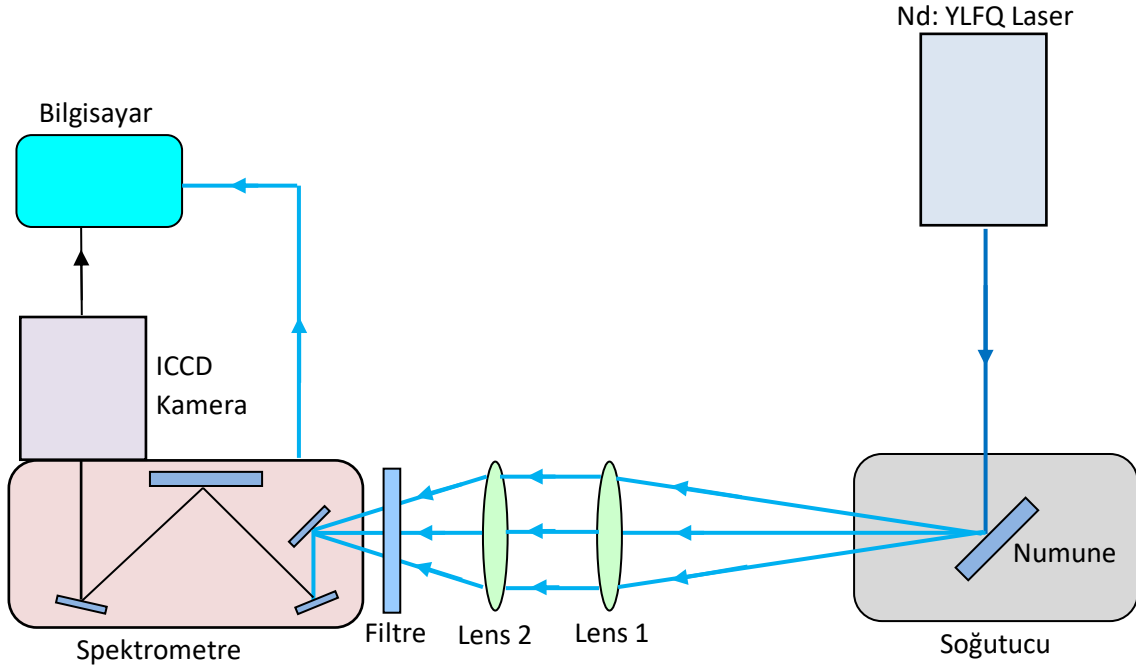 Nd: YLFQ Laser
Bilgisayar
ICCD
Kamera
Numune
Filtre
Lens 2
Lens 1
Soğutucu
Spektrometre